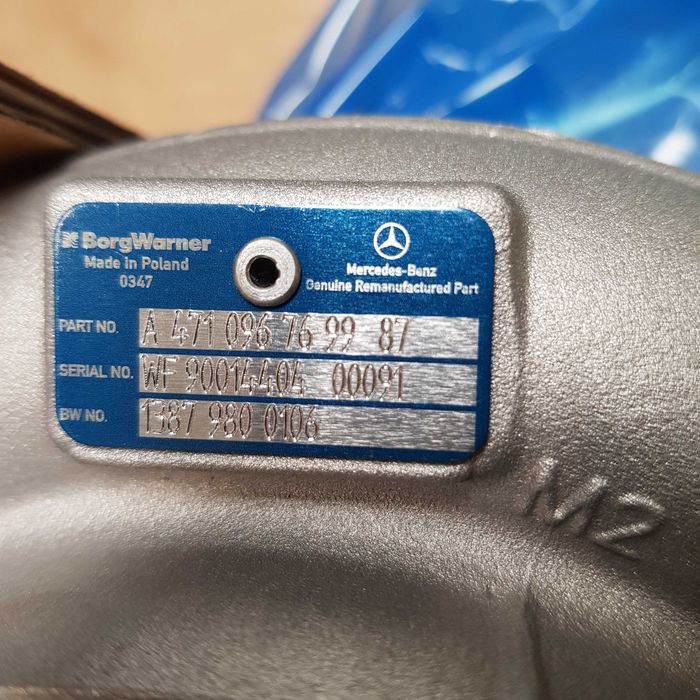 BorgWarner
Made in Poland
0347
Mercedes-Benz
Genuine Remanufactured Part
PART NO. A 471 096 76 99 87
SERIAL NO. WF 90014404 00091
BW NO. 1387 980 0106
M2